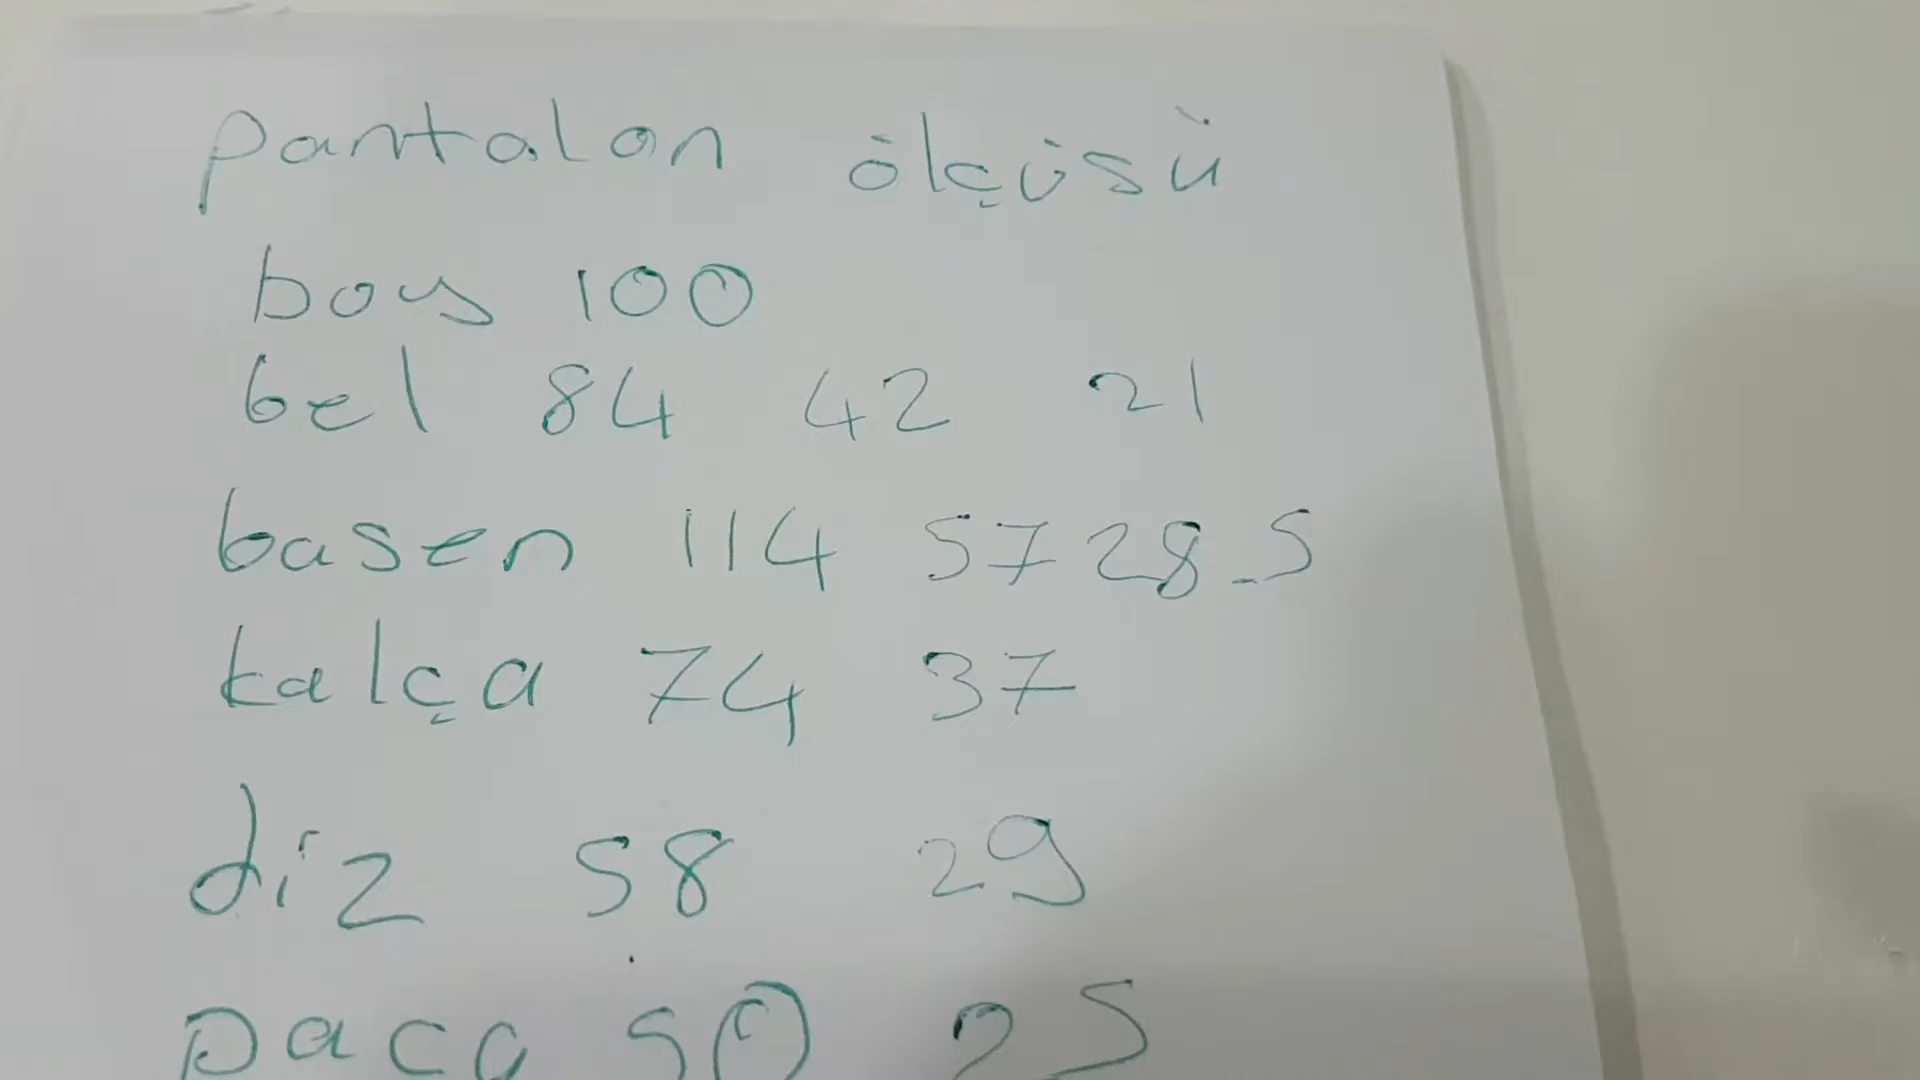 pantalon ölçüsü
boy 100
bel 84 42 21
basen 114 57 28.5
kalça 74 37
diz 58 29
paça 50 25